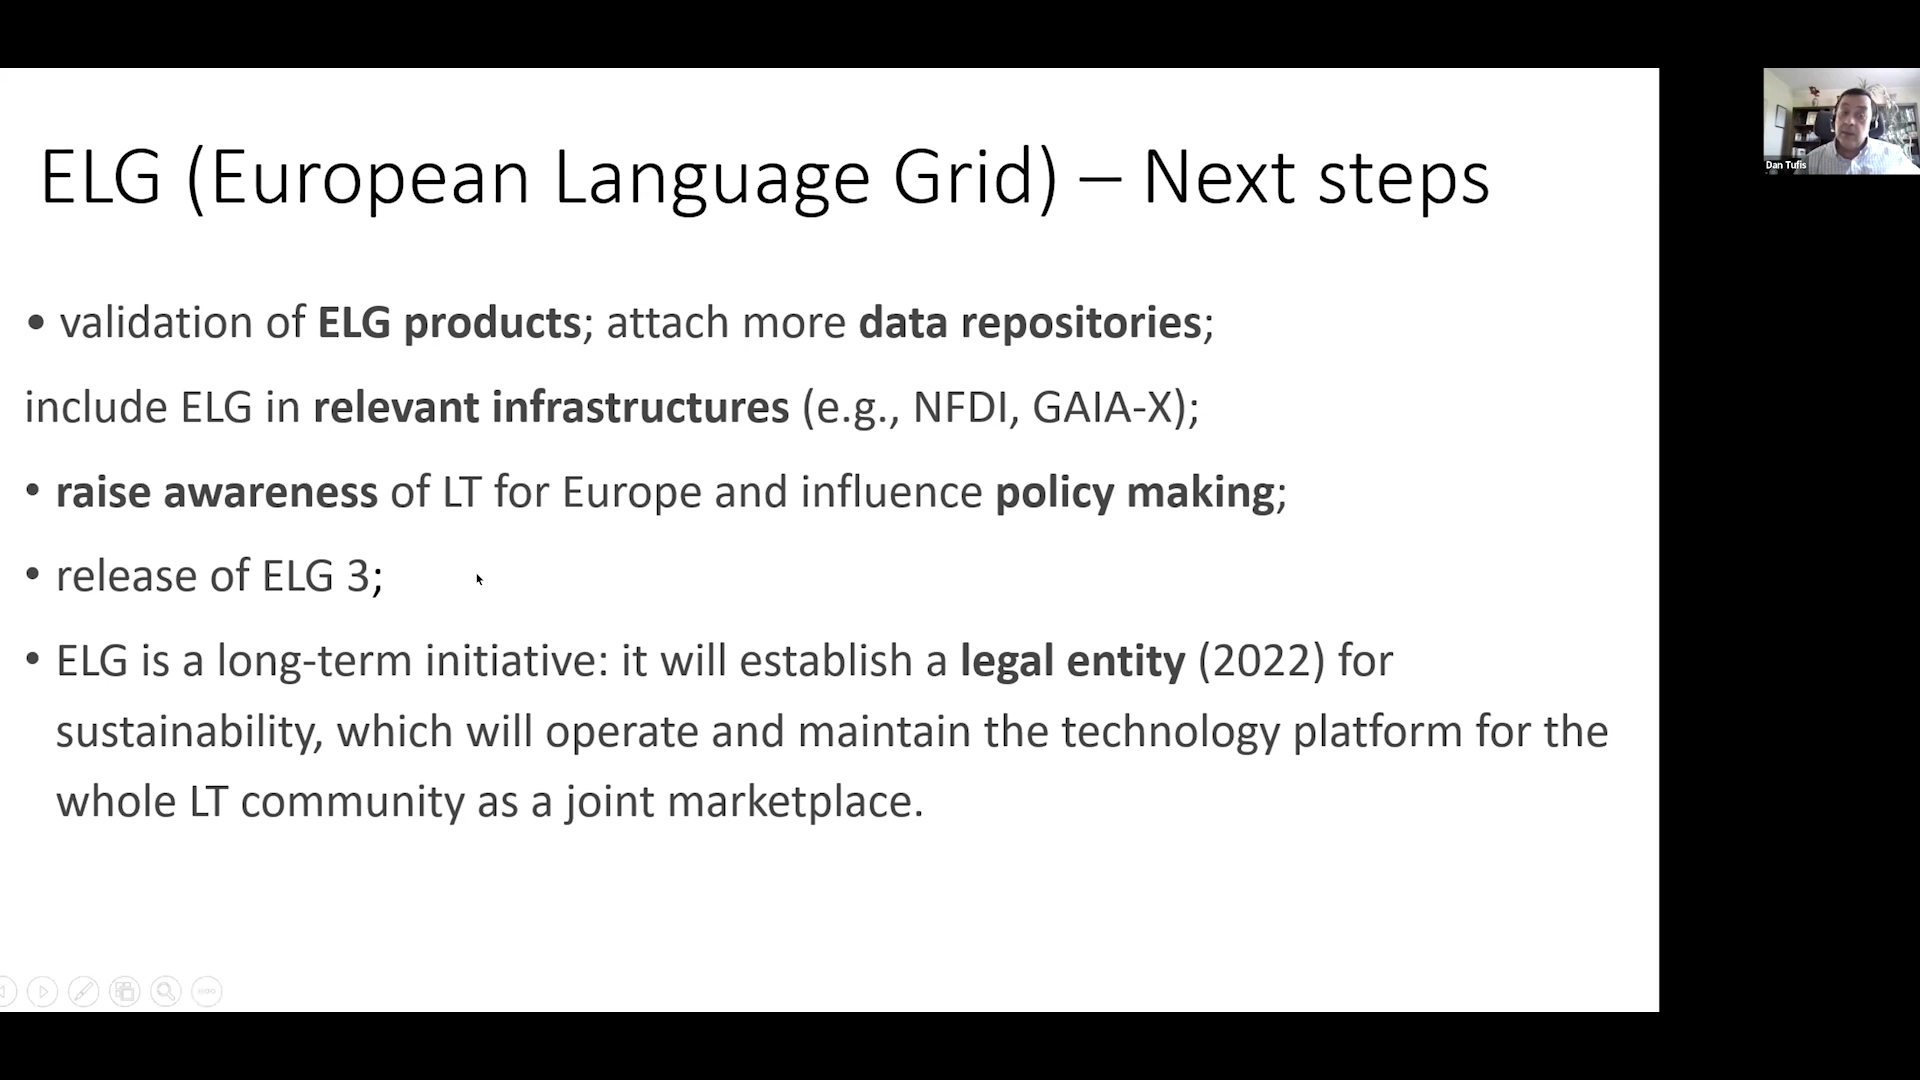 ELG (European Language Grid) – Next steps
• validation of ELG products; attach more data repositories;
include ELG in relevant infrastructures (e.g., NFDI, GAIA-X);
• raise awareness of LT for Europe and influence policy making;
• release of ELG 3;
• ELG is a long-term initiative: it will establish a legal entity (2022) for
sustainability, which will operate and maintain the technology platform for the
whole LT community as a joint marketplace.
Dan Tufis